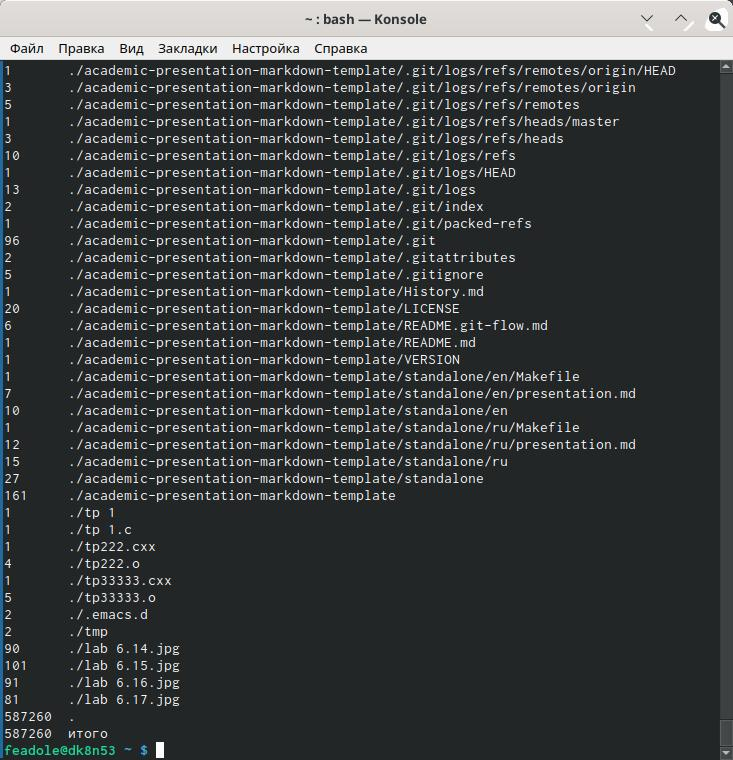 ~ : bash — Konsole
Файл Правка Вид Закладки Настройка Справка
1 ./academic-presentation-markdown-template/.git/logs/refs/remotes/origin/HEAD
3 ./academic-presentation-markdown-template/.git/logs/refs/remotes/origin
5 ./academic-presentation-markdown-template/.git/logs/refs/remotes
1 ./academic-presentation-markdown-template/.git/logs/refs/heads/master
3 ./academic-presentation-markdown-template/.git/logs/refs/heads
10 ./academic-presentation-markdown-template/.git/logs/refs
1 ./academic-presentation-markdown-template/.git/logs/HEAD
13 ./academic-presentation-markdown-template/.git/logs
2 ./academic-presentation-markdown-template/.git/index
1 ./academic-presentation-markdown-template/.git/packed-refs
96 ./academic-presentation-markdown-template/.git
2 ./academic-presentation-markdown-template/.gitattributes
5 ./academic-presentation-markdown-template/.gitignore
1 ./academic-presentation-markdown-template/History.md
20 ./academic-presentation-markdown-template/LICENSE
6 ./academic-presentation-markdown-template/README.git-flow.md
1 ./academic-presentation-markdown-template/README.md
1 ./academic-presentation-markdown-template/VERSION
1 ./academic-presentation-markdown-template/standalone/en/Makefile
7 ./academic-presentation-markdown-template/standalone/en/presentation.md
10 ./academic-presentation-markdown-template/standalone/en
1 ./academic-presentation-markdown-template/standalone/ru/Makefile
12 ./academic-presentation-markdown-template/standalone/ru/presentation.md
15 ./academic-presentation-markdown-template/standalone/ru
27 ./academic-presentation-markdown-template/standalone
161 ./academic-presentation-markdown-template
1 ./tp 1
1 ./tp 1.c
1 ./tp222.cxx
4 ./tp222.o
1 ./tp33333.cxx
5 ./tp33333.o
2 ./.emacs.d
2 ./tmp
90 ./lab 6.14.jpg
101 ./lab 6.15.jpg
91 ./lab 6.16.jpg
81 ./lab 6.17.jpg
587260 .
587260 итого
feadole@dk8n53 ~ $